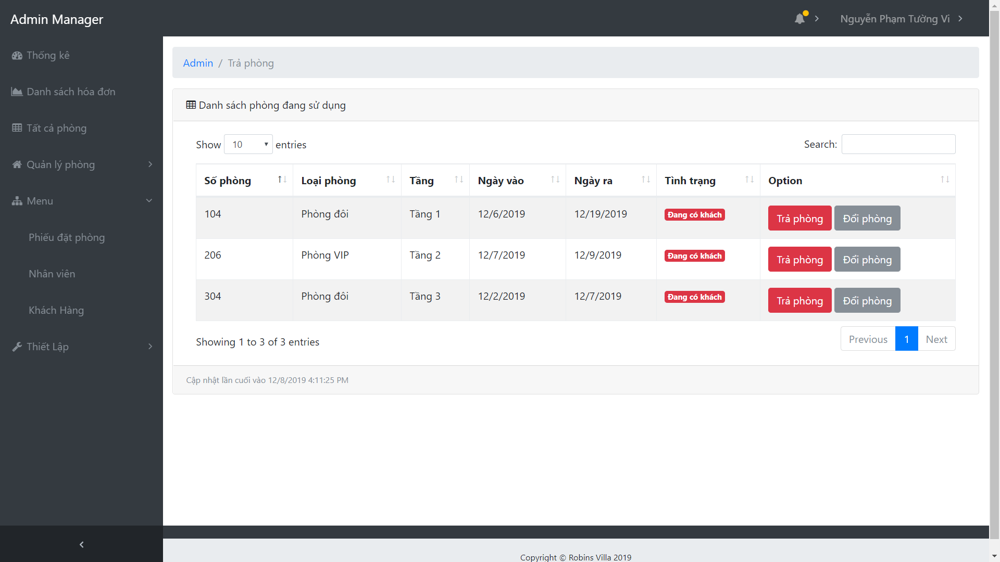 Admin Manager
Nguyễn Phạm Tường Vi
Thống kê
Danh sách hóa đơn
Tất cả phòng
Quản lý phòng
Menu
Phiếu đặt phòng
Nhân viên
Khách Hàng
Thiết Lập
Admin / Trả phòng
Danh sách phòng đang sử dụng
Show 10 entries
Search:
Số phòng Loại phòng Tầng Ngày vào Ngày ra Tình trạng Option
104 Phòng đôi Tầng 1 12/6/2019 12/19/2019 Đang có khách Trả phòng Đổi phòng
206 Phòng VIP Tầng 2 12/7/2019 12/9/2019 Đang có khách Trả phòng Đổi phòng
304 Phòng đôi Tầng 3 12/2/2019 12/7/2019 Đang có khách Trả phòng Đổi phòng
Showing 1 to 3 of 3 entries
Previous 1 Next
Cập nhật lần cuối vào 12/8/2019 4:11:25 PM
Copyright © Robins Villa 2019